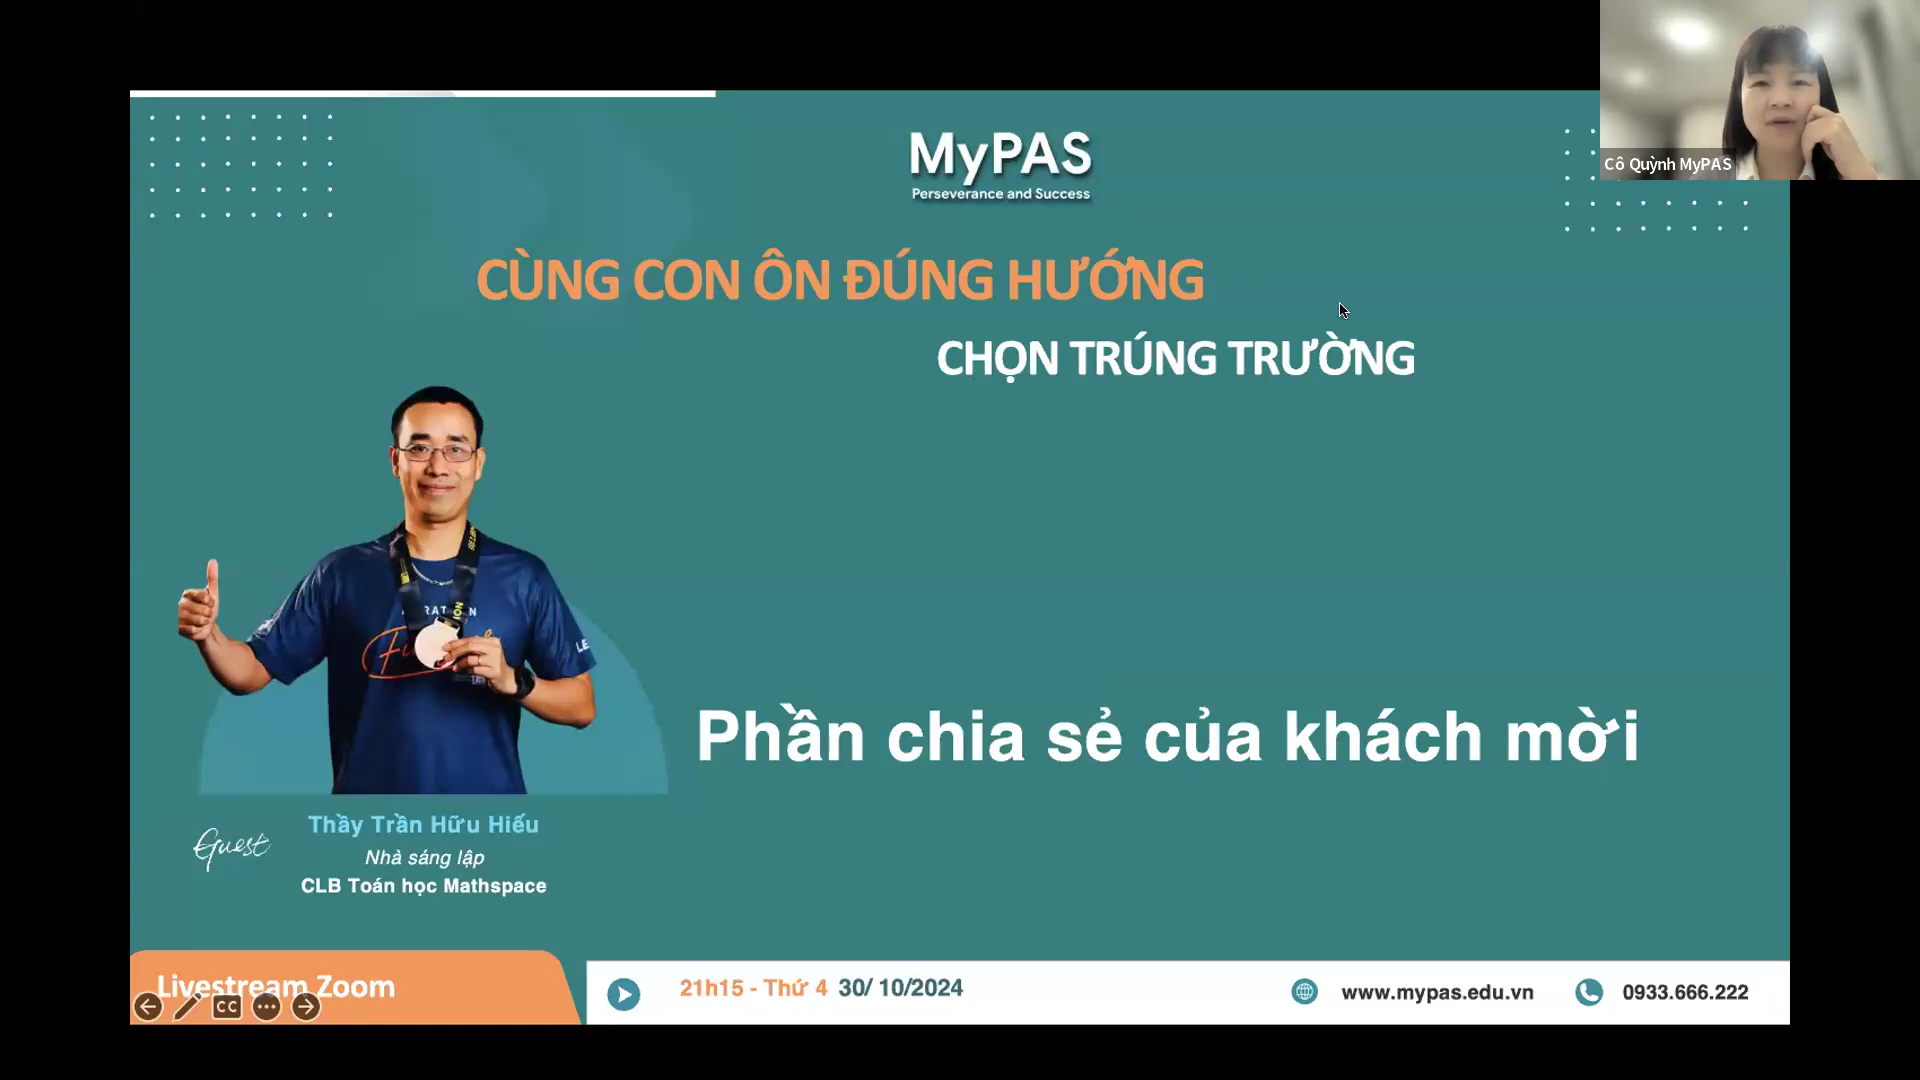 MyPAS
Perseverance and Success
Cô Quỳnh MyPAS
CÙNG CON ÔN ĐÚNG HƯỚNG
CHỌN TRÚNG TRƯỜNG
Phần chia sẻ của khách mời
Guest
Thầy Trần Hữu Hiếu
Nhà sáng lập
CLB Toán học Mathspace
Livestream Zoom
CC
21h15 - Thứ 4 30/ 10/2024
www.mypas.edu.vn
0933.666.222